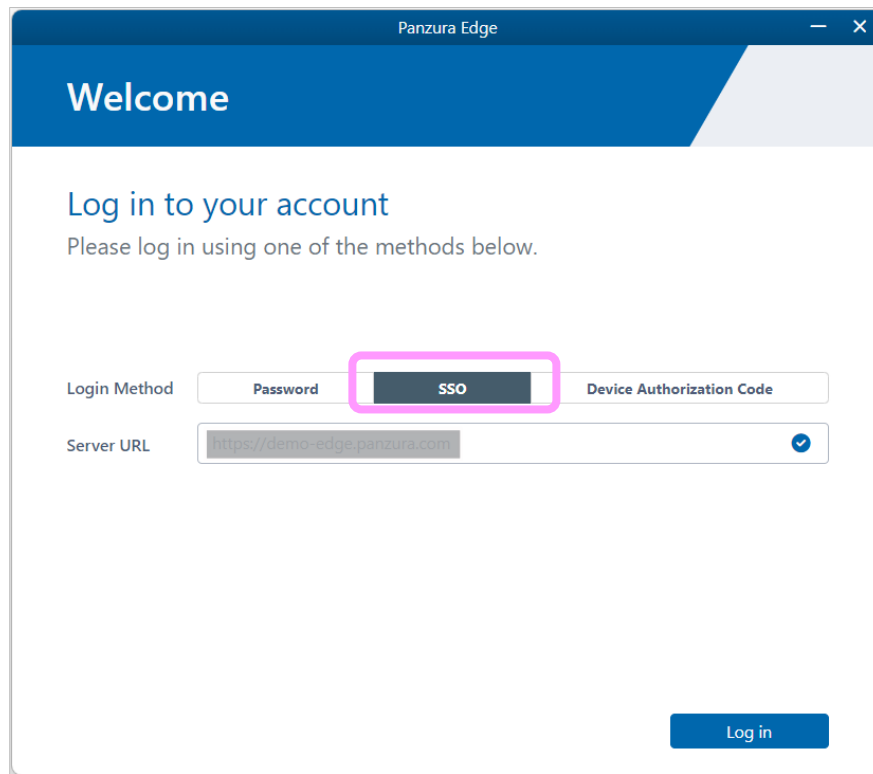 Panzura Edge
Welcome
Log in to your account
Please log in using one of the methods below.
Login Method Password SSO Device Authorization Code
Server URL https://demo-edge.panzura.com
Log in